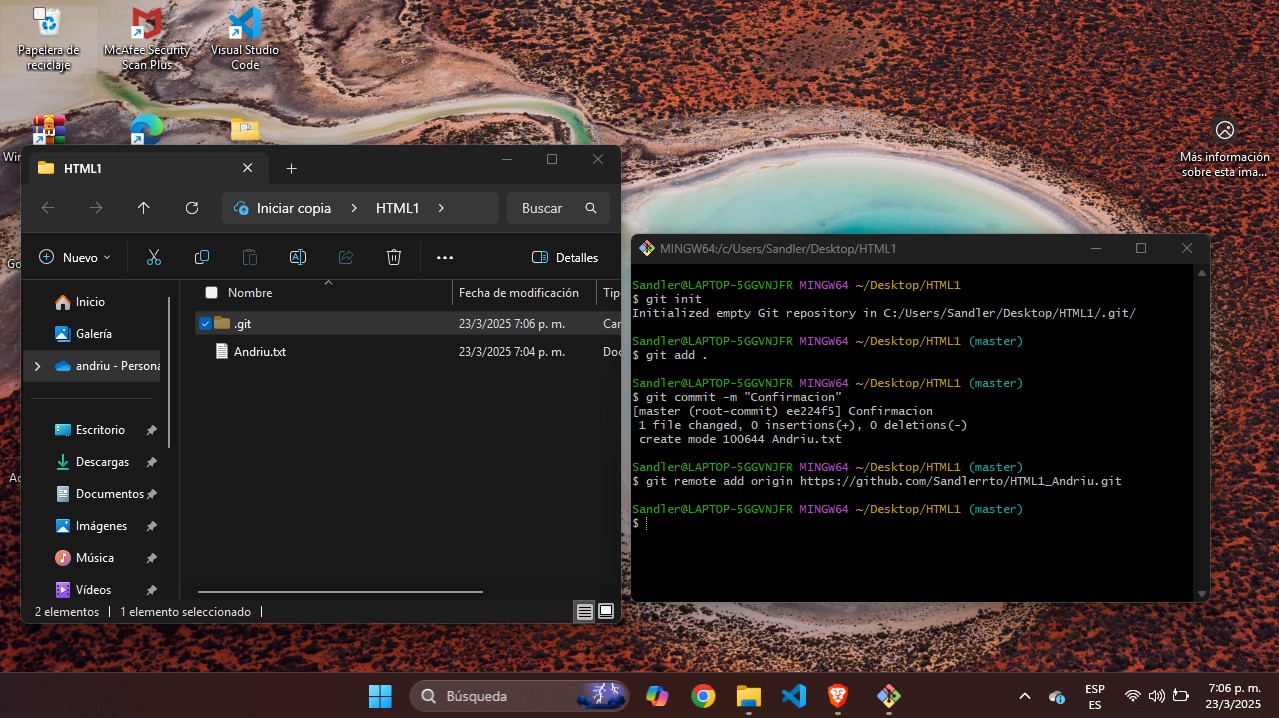 Papelera de
reciclaje
McAfee Security
Scan Plus
Visual Studio
Code
Más información
sobre esta ima...
HTML1
Iniciar copia
HTML1
Buscar
Nuevo
Detalles
Nombre
Fecha de modificación
Tip
.git
23/3/2025 7:06 p. m.
Car
Andriu.txt
23/3/2025 7:04 p. m.
Doc
Inicio
Galería
andriu - Persona
Escritorio
Descargas
Documentos
Imágenes
Música
Vídeos
2 elementos
1 elemento seleccionado
MINGW64:/c/Users/Sandler/Desktop/HTML1
Sandler@LAPTOP-5GGVNJFR MINGW64 ~/Desktop/HTML1
$ git init
Initialized empty Git repository in C:/Users/Sandler/Desktop/HTML1/.git/
Sandler@LAPTOP-5GGVNJFR MINGW64 ~/Desktop/HTML1 (master)
$ git add .
Sandler@LAPTOP-5GGVNJFR MINGW64 ~/Desktop/HTML1 (master)
$ git commit -m "Confirmacion"
[master (root-commit) ee224f5] Confirmacion
1 file changed, 0 insertions(+), 0 deletions(-)
create mode 100644 Andriu.txt
Sandler@LAPTOP-5GGVNJFR MINGW64 ~/Desktop/HTML1 (master)
$ git remote add origin https://github.com/Sandlerrto/HTML1_Andriu.git
Sandler@LAPTOP-5GGVNJFR MINGW64 ~/Desktop/HTML1 (master)
$
Búsqueda
ESP
ES
7:06 p. m.
23/3/2025